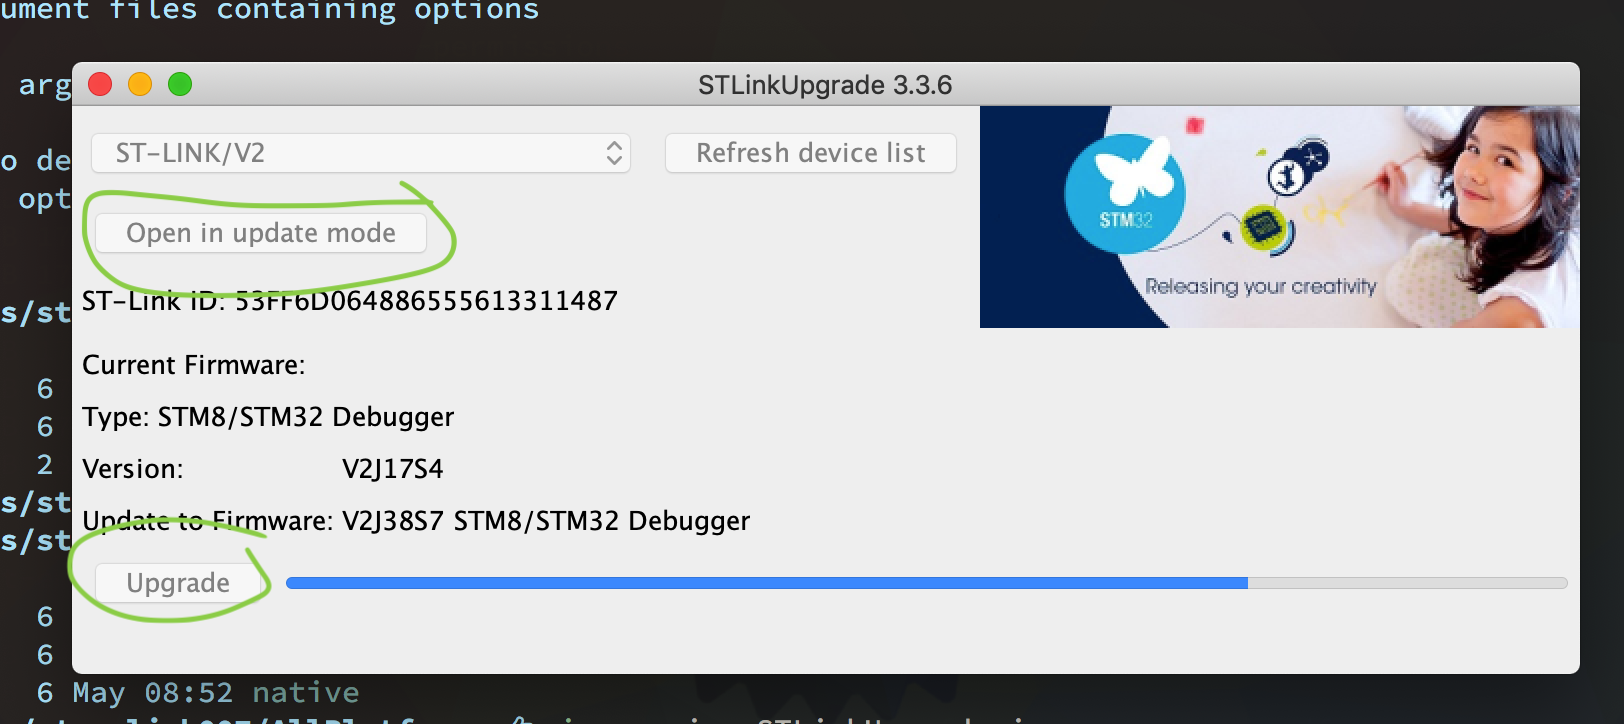 ument files containing options
arg
STLinkUpgrade 3.3.6
o de
ST-LINK/V2
Refresh device list
opt
Open in update mode
STM32
Releasing your creativity
s/st
ST-Link ID: 53FF6D064886555613311487
Current Firmware:
6
Type: STM8/STM32 Debugger
6
Version: V2J17S4
2
s/st
Update to Firmware: V2J38S7 STM8/STM32 Debugger
s/st
Upgrade
6
6
6 May 08:52 native